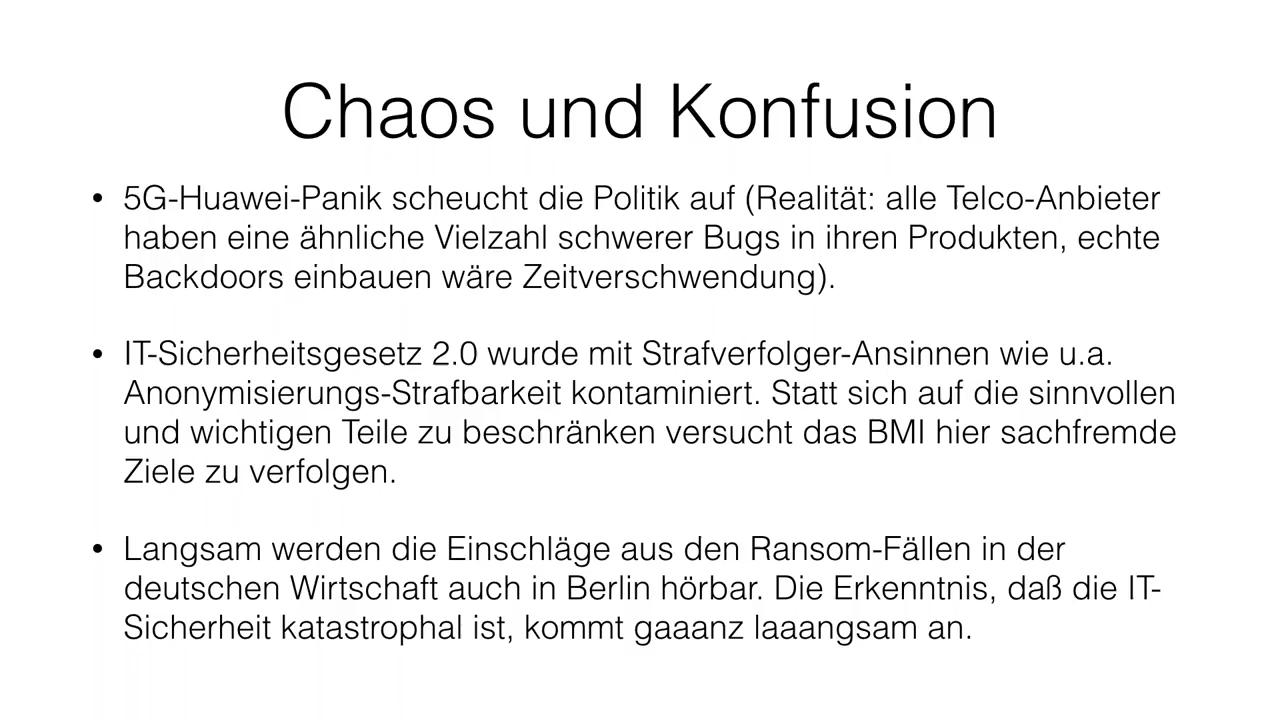 Chaos und Konfusion
• 5G-Huawei-Panik scheucht die Politik auf (Realität: alle Telco-Anbieter
haben eine ähnliche Vielzahl schwerer Bugs in ihren Produkten, echte
Backdoors einbauen wäre Zeitverschwendung).
• IT-Sicherheitsgesetz 2.0 wurde mit Strafverfolger-Ansinnen wie u.a.
Anonymisierungs-Strafbarkeit kontaminiert. Statt sich auf die sinnvollen
und wichtigen Teile zu beschränken versucht das BMI hier sachfremde
Ziele zu verfolgen.
• Langsam werden die Einschläge aus den Ransom-Fällen in der
deutschen Wirtschaft auch in Berlin hörbar. Die Erkenntnis, daß die IT-
Sicherheit katastrophal ist, kommt gaaanz laaangsam an.